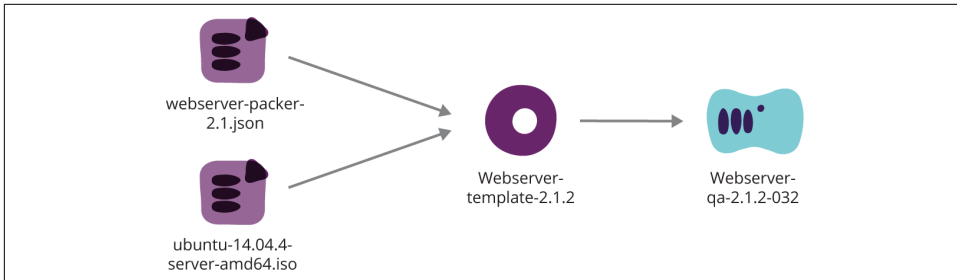 webserver-packer-
2.1.json
ubuntu-14.04.4-
server-amd64.iso
Webserver-
template-2.1.2
Webserver-
qa-2.1.2-032